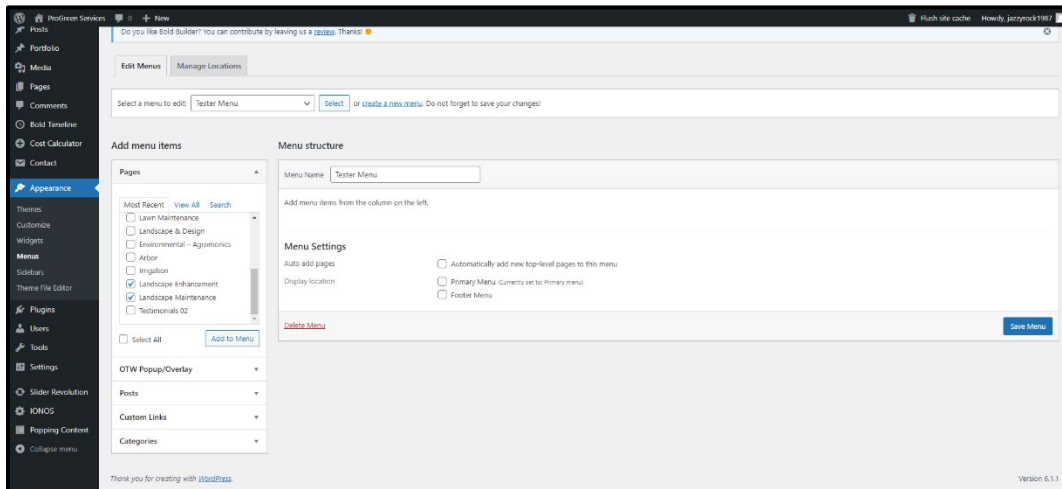 ProGreen Services 0 + New Flush site cache Howdy, jazzyrock1987
Posts
Portfolio
Media
Pages
Comments
Bold Timeline
Cost Calculator
Contact
Appearance
Themes
Customize
Widgets
Menus
Sidebars
Theme File Editor
Plugins
Users
Tools
Settings
Slider Revolution
IONOS
Popping Content
Collapse menu
Do you like Bold Builder? You can contribute by leaving us a review. Thanks!
Edit Menus Manage Locations
Select a menu to edit: Tester Menu Select or create a new menu. Do not forget to save your changes!
Add menu items
Pages
Most Recent View All Search
Lawn Maintenance
Landscape & Design
Environmental – Agromonics
Arbor
Irrigation
Landscape Enhancement
Landscape Maintenance
Testimonials 02
Select All Add to Menu
OTW Popup/Overlay
Posts
Custom Links
Categories
Menu structure
Menu Name Tester Menu
Add menu items from the column on the left.
Menu Settings
Auto add pages Automatically add new top-level pages to this menu
Display location Primary Menu (Currently set to: Primary menu)
Footer Menu
Delete Menu Save Menu
Thank you for creating with WordPress. Version 6.1.1